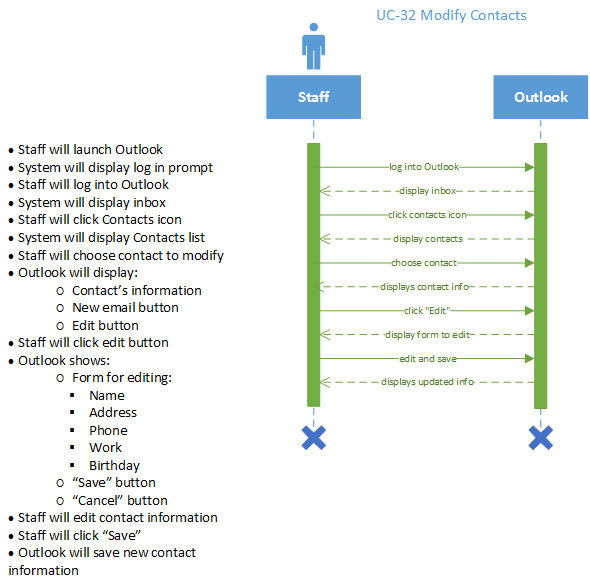 UC-32 Modify Contacts
Staff
Outlook
• Staff will launch Outlook
• System will display log in prompt
• Staff will log into Outlook
• System will display inbox
• Staff will click Contacts icon
• System will display Contacts list
• Staff will choose contact to modify
• Outlook will display:
o Contact’s information
o New email button
o Edit button
• Staff will click edit button
• Outlook shows:
o Form for editing:
▪ Name
▪ Address
▪ Phone
▪ Work
▪ Birthday
o “Save” button
o “Cancel” button
• Staff will edit contact information
• Staff will click “Save”
• Outlook will save new contact
information
log into Outlook
display inbox
click contacts icon
display contacts
choose contact
displays contact info
click "Edit"
display form to edit
edit and save
displays updated info